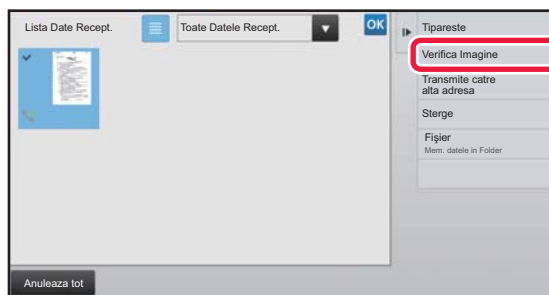 Lista Date Recept.
Toate Datele Recept.
OK
Tipareste
Verifica Imagine
Transmite catre
alta adresa
Sterge
Fişier
Mem. datele in Folder
Anuleaza tot